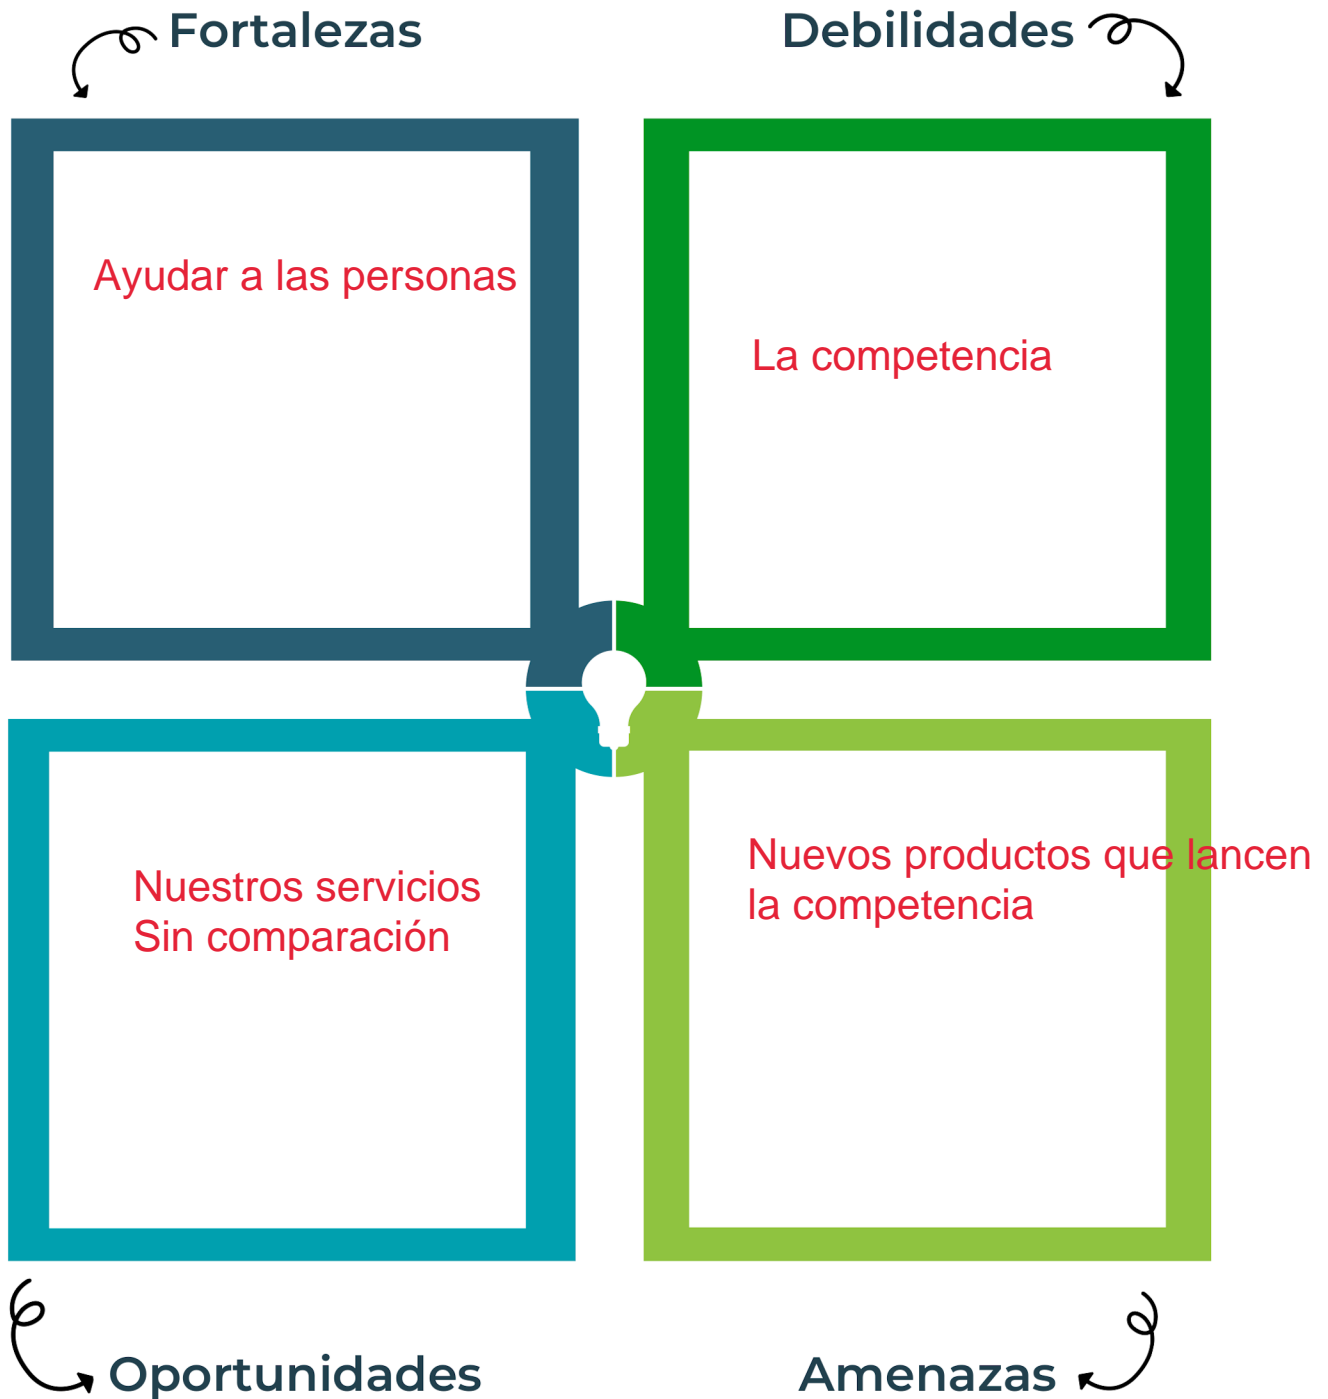 Fortalezas
Debilidades
Ayudar a las personas
La competencia
Nuestros servicios
Sin comparación
Nuevos productos que lancen
la competencia
Oportunidades
Amenazas